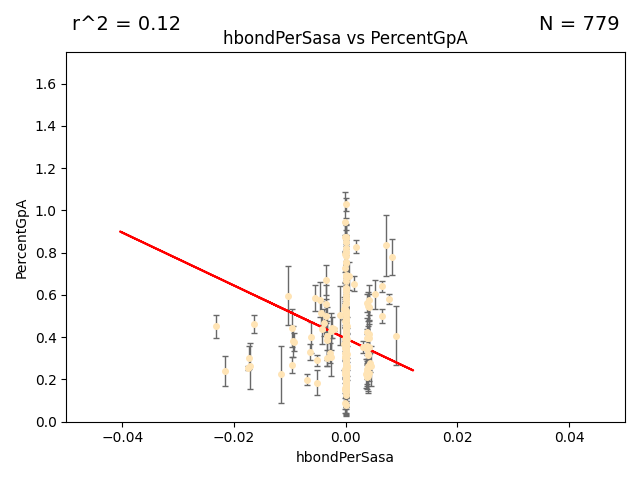 r^2 = 0.12
N = 779
hbondPerSasa vs PercentGpA
PercentGpA
1.6
1.4
1.2
1.0
0.8
0.6
0.4
0.2
0.0
−0.04 −0.02 0.00 0.02 0.04
hbondPerSasa